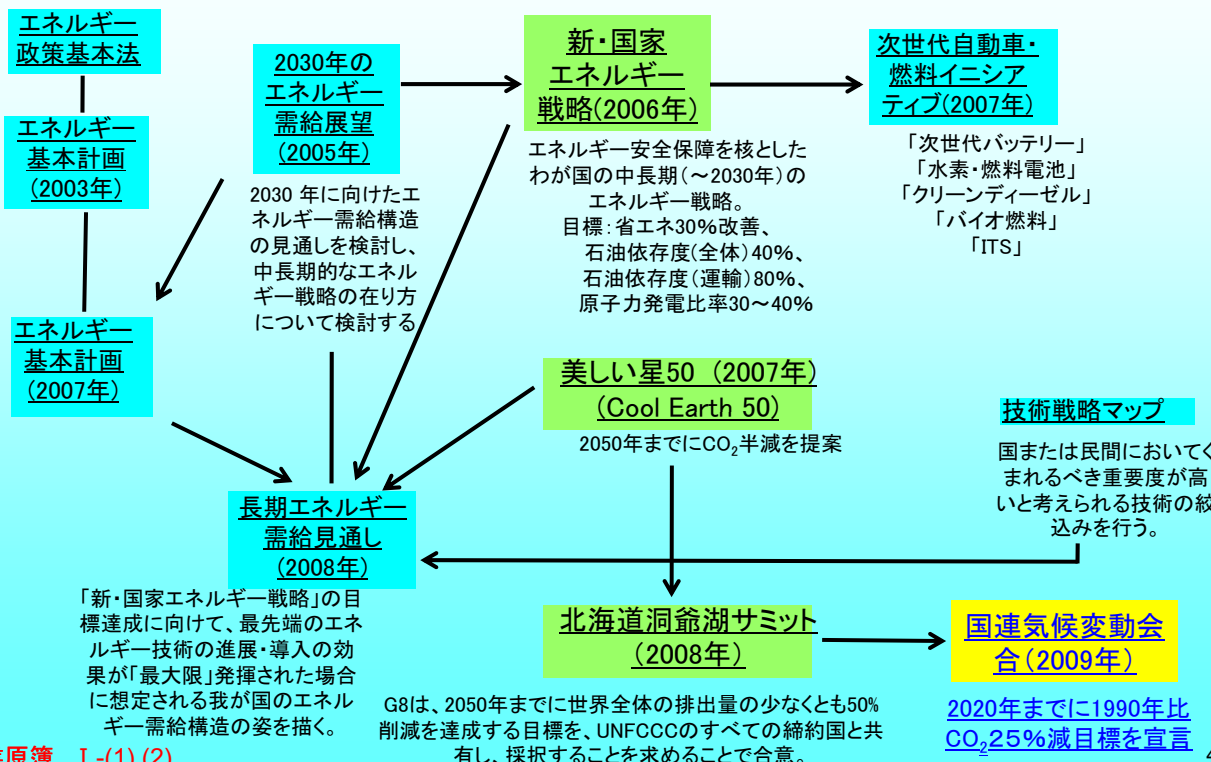 エネルギー
政策基本法
エネルギー
基本計画
(2003年)
エネルギー
基本計画
(2007年)
2030年の
エネルギー
需給展望
(2005年)
2030 年に向けたエ
ネルギー需給構造
の見通しを検討し、
中長期的なエネル
ギー戦略の在り方
について検討する
新・国家
エネルギー
戦略(2006年)
エネルギー安全保障を核とした
わが国の中長期(～2030年)の
エネルギー戦略。
目標:省エネ30%改善、
石油依存度(全体)40%、
石油依存度(運輸)80%、
原子力発電比率30～40%
次世代自動車・
燃料イニシア
ティブ(2007年)
「次世代バッテリー」
「水素・燃料電池」
「クリーンディーゼル」
「バイオ燃料」
「ITS」
美しい星50 (2007年)
(Cool Earth 50)
2050年までにCO₂半減を提案
技術戦略マップ
国または民間においてく
まれるべき重要度が高
いと考えられる技術の絞
込みを行う。
長期エネルギー
需給見通し
(2008年)
「新・国家エネルギー戦略」の目
標達成に向けて、最先端のエネ
ルギー技術の進展・導入の効
果が「最大限」発揮された場合
に想定される我が国のエネル
ギー需給構造の姿を描く。
北海道洞爺湖サミット
(2008年)
G8は、2050年までに世界全体の排出量の少なくとも50%
削減を達成する目標を、UNFCCCのすべての締約国と共
有し、採択することを求めることで合意。
国連気候変動会
合(2009年)
2020年までに1990年比
CO₂25%減目標を宣言
原簿 I-(1),(2)